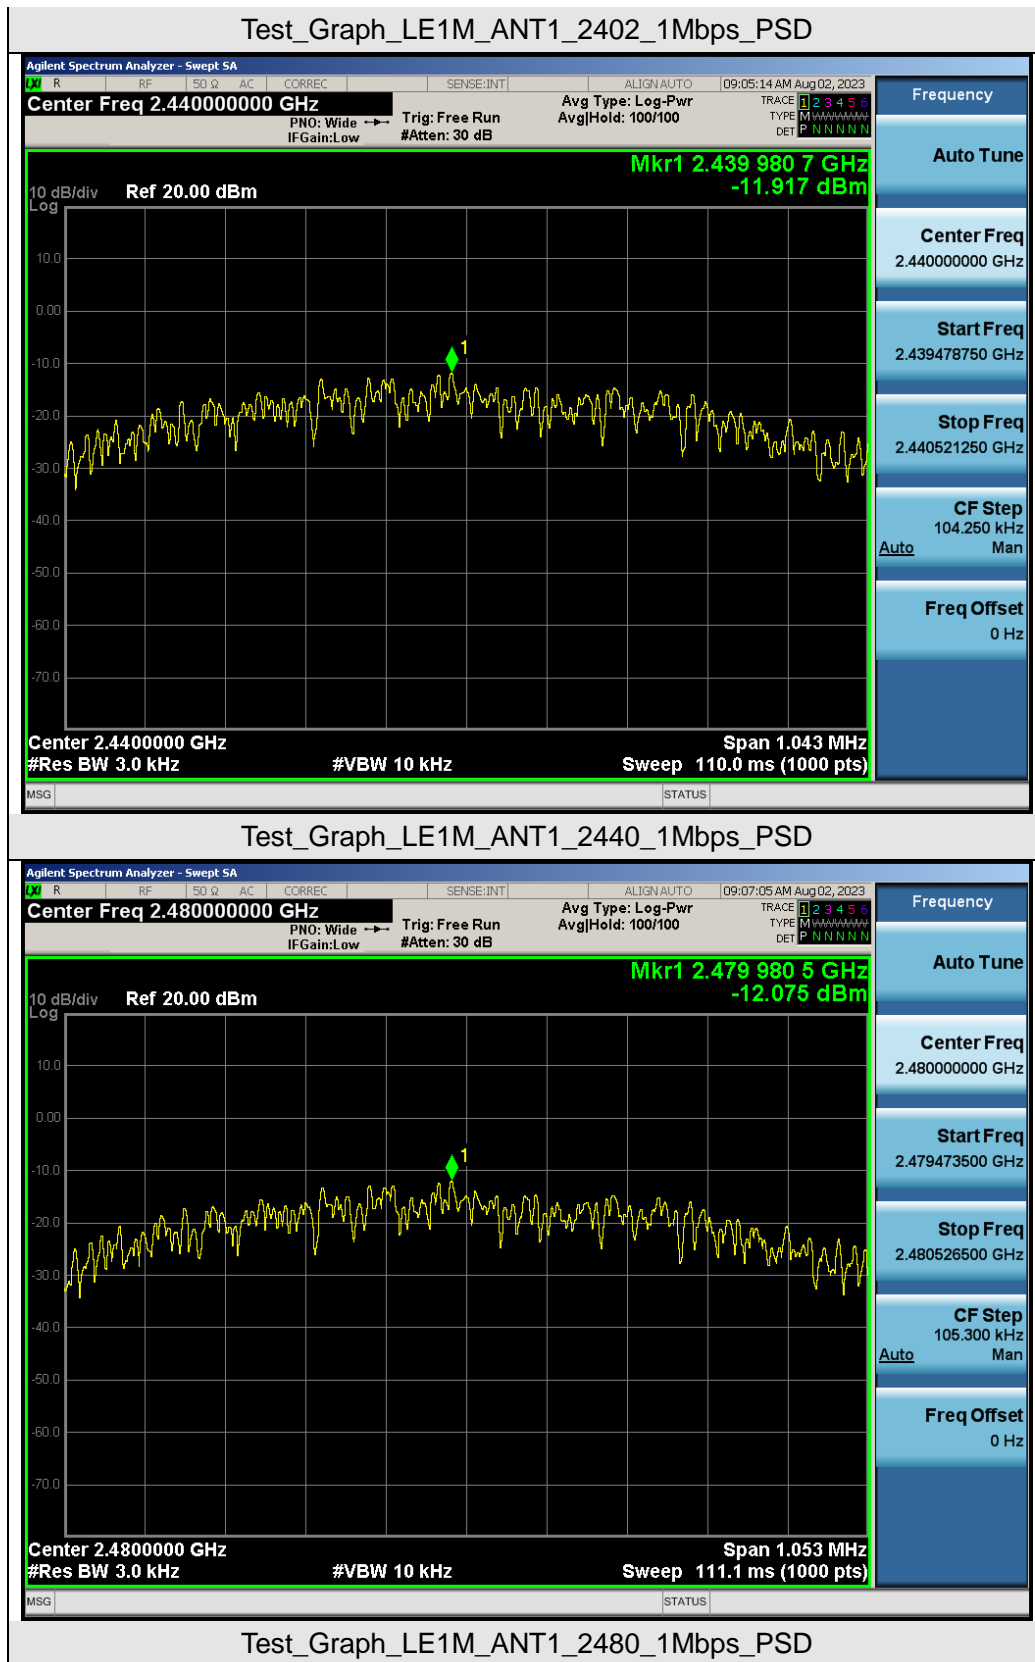 Test_Graph_LE1M_ANT1_2402_1Mbps_PSD
Agilent Spectrum Analyzer - Swept SA
LXI R RF 50 Ω AC CORREC SENSE:INT ALIGN AUTO 09:05:14 AM Aug 02, 2023
Center Freq 2.440000000 GHz
PNO: Wide
IFGain:Low
Trig: Free Run
#Atten: 30 dB
Avg Type: Log-Pwr
Avg|Hold: 100/100
TRACE 1 2 3 4 5 6
TYPE M WWWWW
DET P N N N N N
Mkr1 2.439 980 7 GHz
-11.917 dBm
10 dB/div Ref 20.00 dBm
Log
10.0
0.00
-10.0
-20.0
-30.0
-40.0
-50.0
-60.0
-70.0
1
Center 2.4400000 GHz Span 1.043 MHz
#Res BW 3.0 kHz #VBW 10 kHz Sweep 110.0 ms (1000 pts)
MSG STATUS
Frequency
Auto Tune
Center Freq
2.440000000 GHz
Start Freq
2.439478750 GHz
Stop Freq
2.440521250 GHz
CF Step
104.250 kHz
Auto Man
Freq Offset
0 Hz
Test_Graph_LE1M_ANT1_2440_1Mbps_PSD
Agilent Spectrum Analyzer - Swept SA
LXI R RF 50 Ω AC CORREC SENSE:INT ALIGN AUTO 09:07:05 AM Aug 02, 2023
Center Freq 2.480000000 GHz
PNO: Wide
IFGain:Low
Trig: Free Run
#Atten: 30 dB
Avg Type: Log-Pwr
Avg|Hold: 100/100
TRACE 1 2 3 4 5 6
TYPE M WWWWW
DET P N N N N N
Mkr1 2.479 980 5 GHz
-12.075 dBm
10 dB/div Ref 20.00 dBm
Log
10.0
0.00
-10.0
-20.0
-30.0
-40.0
-50.0
-60.0
-70.0
1
Center 2.4800000 GHz Span 1.053 MHz
#Res BW 3.0 kHz #VBW 10 kHz Sweep 111.1 ms (1000 pts)
MSG STATUS
Frequency
Auto Tune
Center Freq
2.480000000 GHz
Start Freq
2.479473500 GHz
Stop Freq
2.480526500 GHz
CF Step
105.300 kHz
Auto Man
Freq Offset
0 Hz
Test_Graph_LE1M_ANT1_2480_1Mbps_PSD